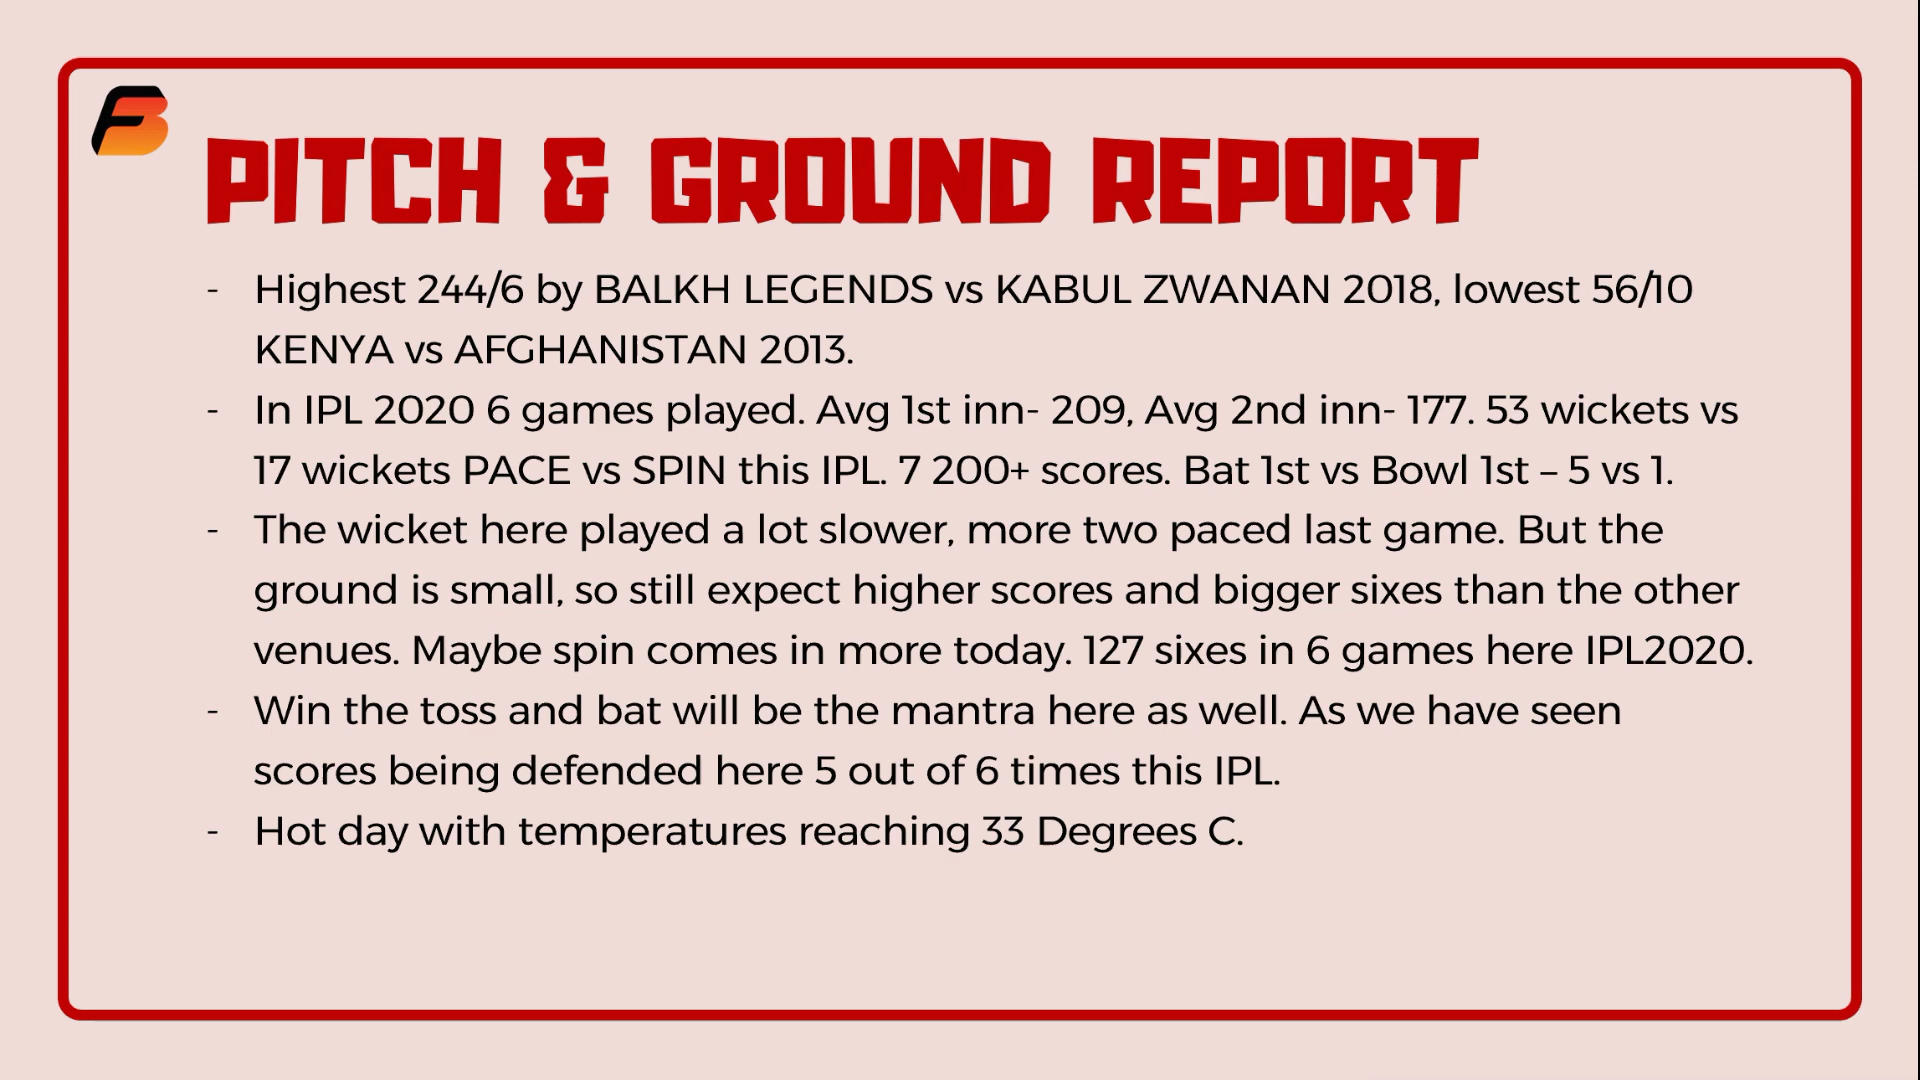 PITCH & GROUND REPORT
- Highest 244/6 by BALKH LEGENDS vs KABUL ZWANAN 2018, lowest 56/10
KENYA vs AFGHANISTAN 2013.
- In IPL 2020 6 games played. Avg 1st inn- 209, Avg 2nd inn- 177. 53 wickets vs
17 wickets PACE vs SPIN this IPL. 7 200+ scores. Bat 1st vs Bowl 1st – 5 vs 1.
- The wicket here played a lot slower, more two paced last game. But the
ground is small, so still expect higher scores and bigger sixes than the other
venues. Maybe spin comes in more today. 127 sixes in 6 games here IPL2020.
- Win the toss and bat will be the mantra here as well. As we have seen
scores being defended here 5 out of 6 times this IPL.
- Hot day with temperatures reaching 33 Degrees C.